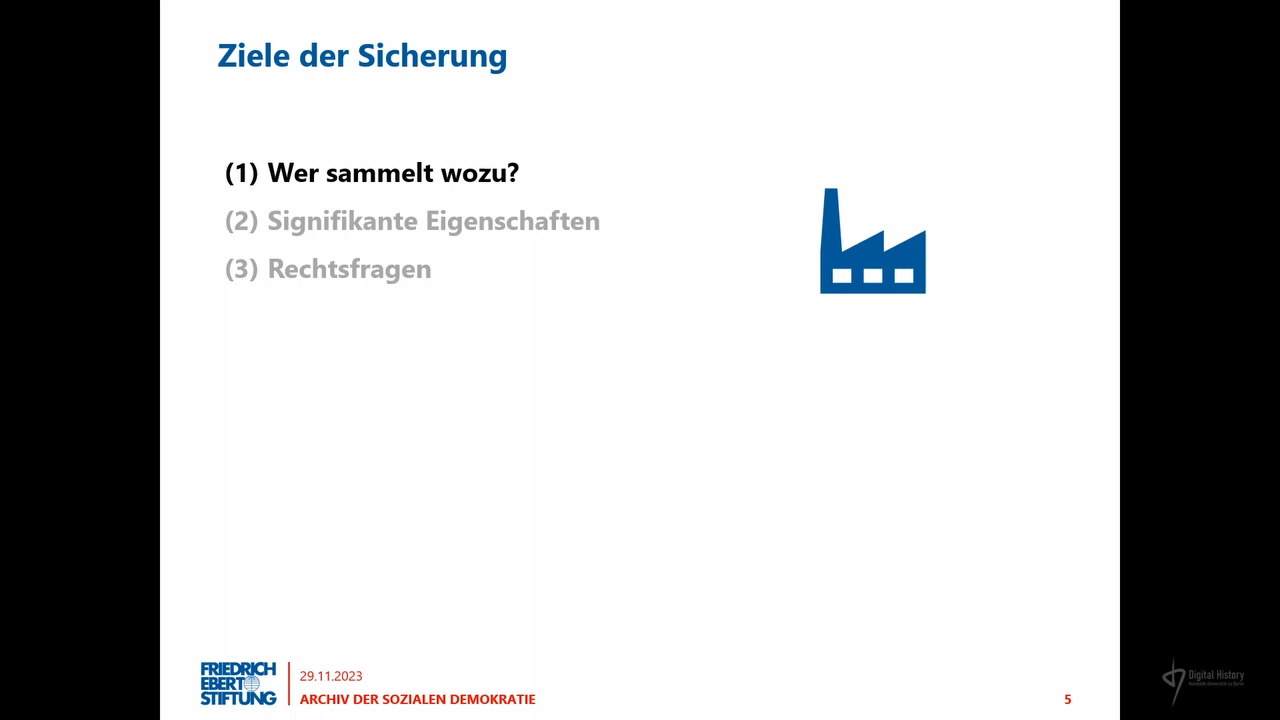 Ziele der Sicherung
(1) Wer sammelt wozu?
(2) Signifikante Eigenschaften
(3) Rechtsfragen
FRIEDRICH
EBERT
STIFTUNG
29.11.2023
ARCHIV DER SOZIALEN DEMOKRATIE
5
Digital History